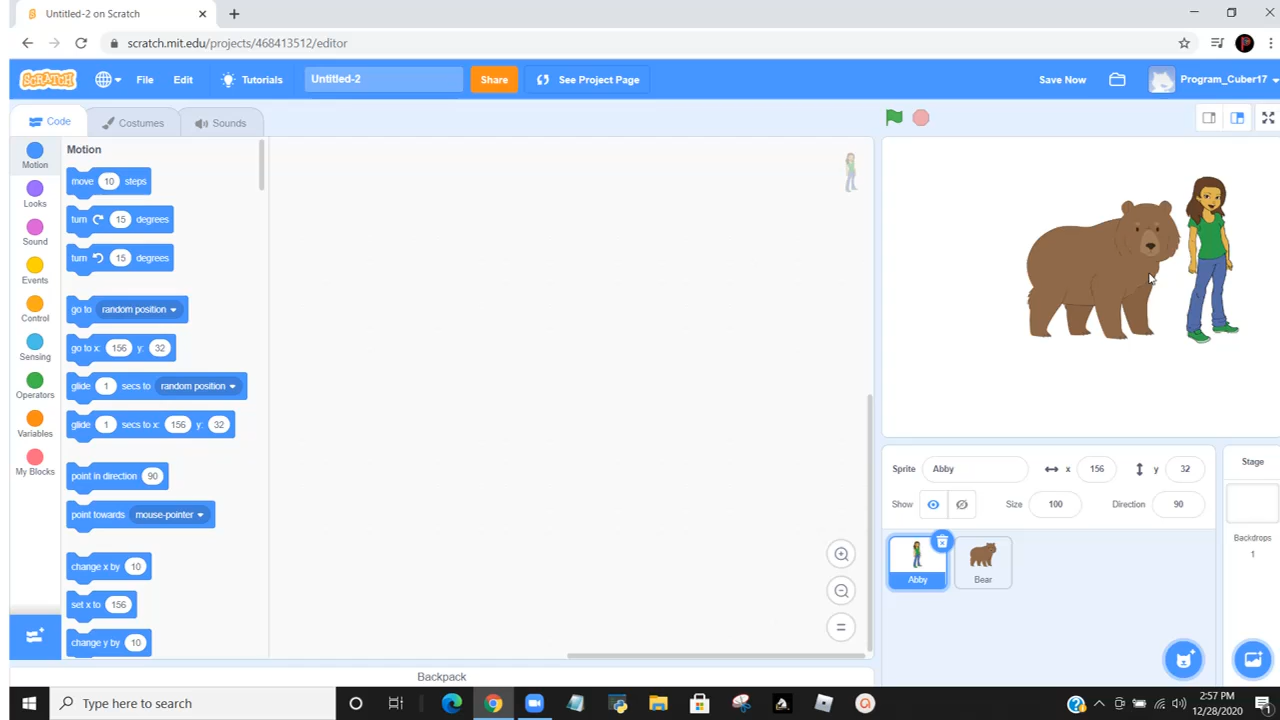 Untitled-2 on Scratch
scratch.mit.edu/projects/468413512/editor
SCRATCH File Edit Tutorials Untitled-2 Share See Project Page Save Now Program_Cuber17
Code Costumes Sounds
Motion
Looks
Sound
Events
Control
Sensing
Operators
Variables
My Blocks
Motion
move 10 steps
turn 15 degrees
turn 15 degrees
go to random position
go to x: 156 y: 32
glide 1 secs to random position
glide 1 secs to x: 156 y: 32
point in direction 90
point towards mouse-pointer
change x by 10
set x to 156
change y by 10
Sprite Abby x 156 y 32
Show Size 100 Direction 90
Abby Bear
Stage
Backdrops
1
Backpack
Type here to search
2:57 PM
12/28/2020
1